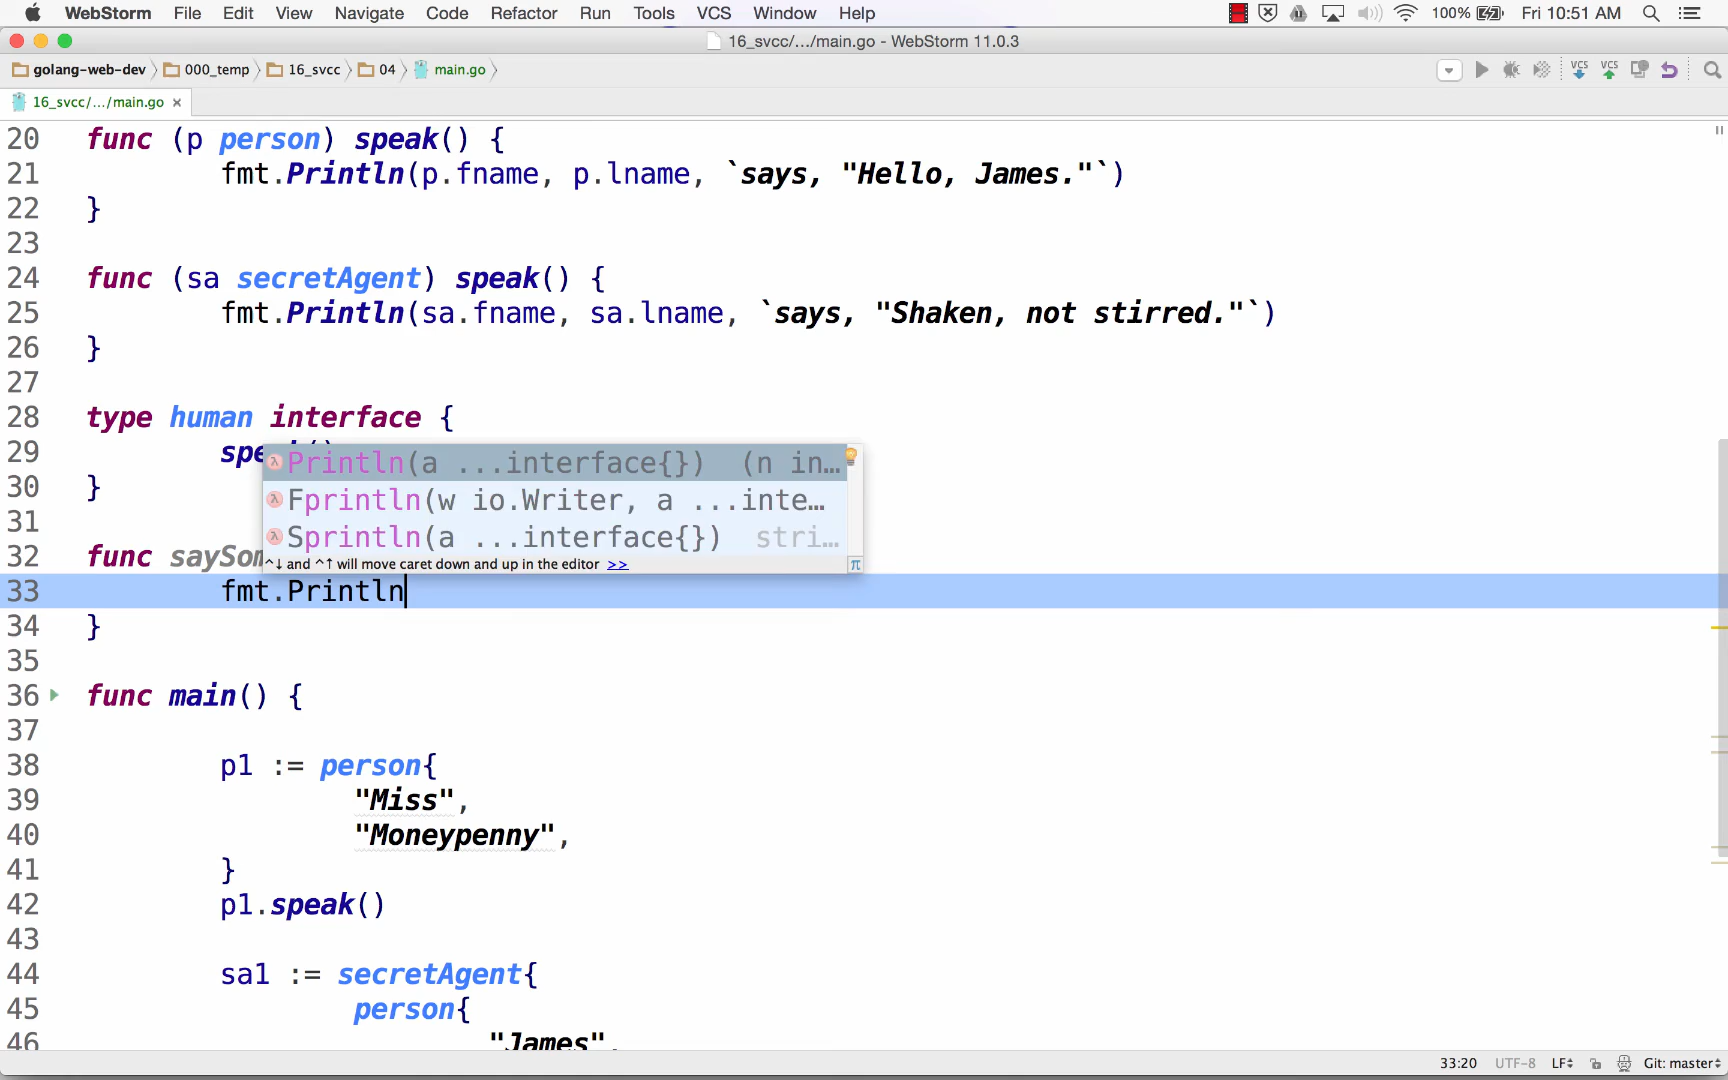 WebStorm File Edit View Navigate Code Refactor Run Tools VCS Window Help 100% Fri 10:51 AM
16_svcc/.../main.go - WebStorm 11.0.3
golang-web-dev 000_temp 16_svcc 04 main.go VCS VCS
16_svcc/.../main.go ×
20 func (p person) speak() {
21 fmt.Println(p.fname, p.lname, `says, "Hello, James."`)
22 }
23
24 func (sa secretAgent) speak() {
25 fmt.Println(sa.fname, sa.lname, `says, "Shaken, not stirred."`)
26 }
27
28 type human interface {
29 speak()
Println(a ...interface{}) (n in...
30 }
Fprintln(w io.Writer, a ...inte...
31
Sprintln(a ...interface{}) stri...
32 func saySom
^↓ and ^↑ will move caret down and up in the editor >> π
33 fmt.Println
34 }
35
36 func main() {
37
38 p1 := person{
39 "Miss",
40 "Moneypenny",
41 }
42 p1.speak()
43
44 sa1 := secretAgent{
45 person{
46 "James",
33:20 UTF-8 LF Git: master